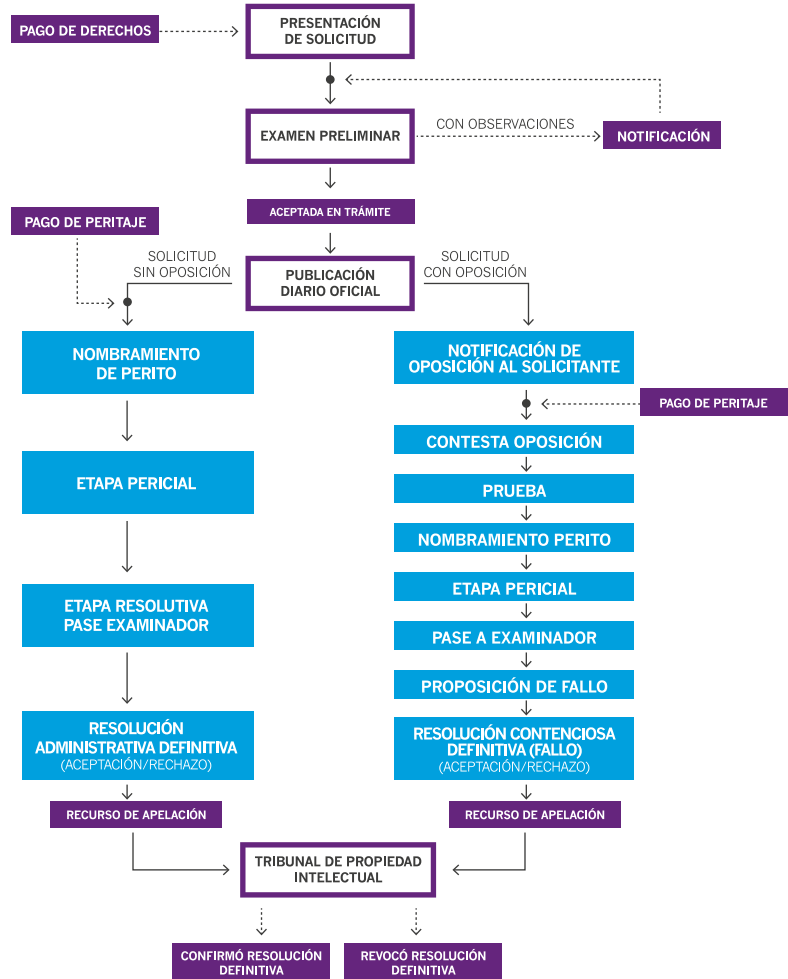 PAGO DE DERECHOS
PRESENTACIÓN
DE SOLICITUD
EXAMEN PRELIMINAR
CON OBSERVACIONES
NOTIFICACIÓN
ACEPTADA EN TRÁMITE
PAGO DE PERITAJE
SOLICITUD
SIN OPOSICIÓN
PUBLICACIÓN
DIARIO OFICIAL
SOLICITUD
CON OPOSICIÓN
NOMBRAMIENTO
DE PERITO
ETAPA PERICIAL
ETAPA RESOLUTIVA
PASE EXAMINADOR
RESOLUCIÓN
ADMINISTRATIVA DEFINITIVA
(ACEPTACIÓN/RECHAZO)
RECURSO DE APELACIÓN
NOTIFICACIÓN DE
OPOSICIÓN AL SOLICITANTE
PAGO DE PERITAJE
CONTESTA OPOSICIÓN
PRUEBA
NOMBRAMIENTO PERITO
ETAPA PERICIAL
PASE A EXAMINADOR
PROPOSICIÓN DE FALLO
RESOLUCIÓN CONTENCIOSA
DEFINITIVA (FALLO)
(ACEPTACIÓN/RECHAZO)
RECURSO DE APELACIÓN
TRIBUNAL DE PROPIEDAD
INTELECTUAL
CONFIRMÓ RESOLUCIÓN
DEFINITIVA
REVOCÓ RESOLUCIÓN
DEFINITIVA